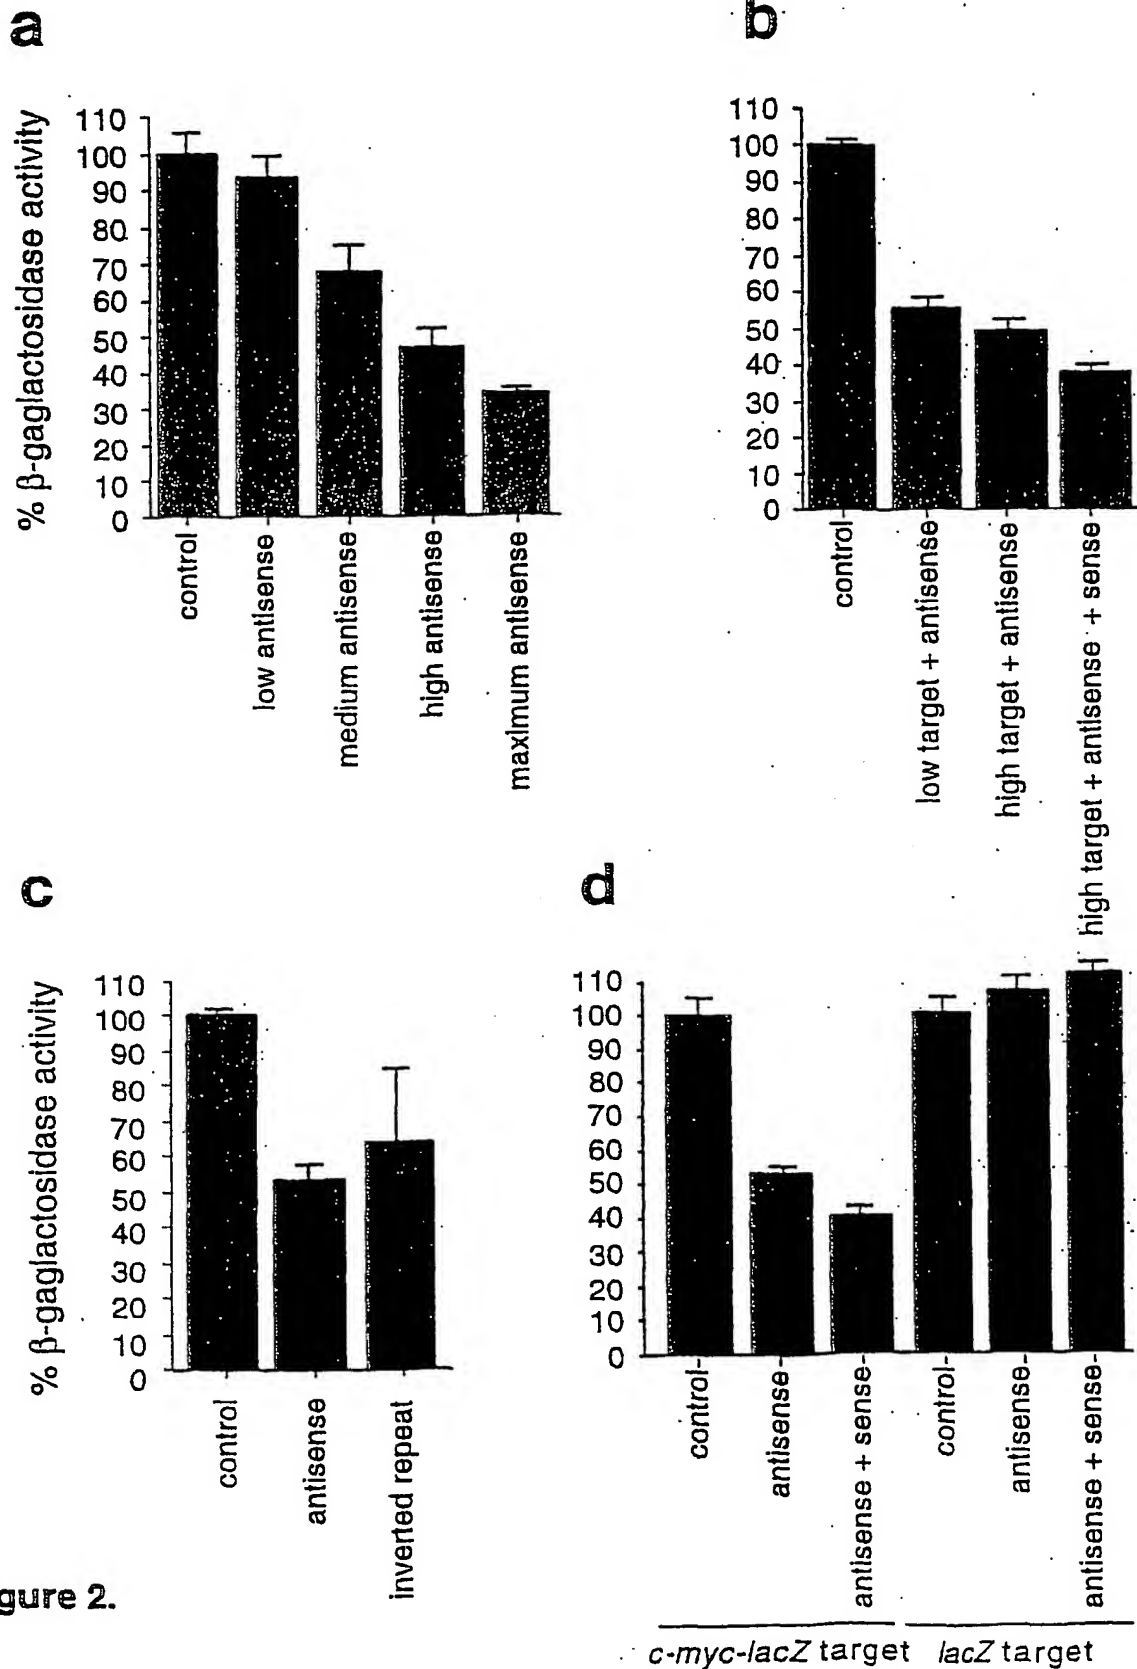 a
% β-gaglactosidase activity
110
100
90
80
70
60
50
40
30
20
10
0
control
low antisense
medium antisense
high antisense
maximum antisense
b
110
100
90
80
70
60
50
40
30
20
10
0
control
low target + antisense
high target + antisense
high target + antisense + sense
c
% β-gaglactosidase activity
110
100
90
80
70
60
50
40
30
20
10
0
control
antisense
inverted repeat
d
110
100
90
80
70
60
50
40
30
20
10
0
control
antisense
antisense + sense
control
antisense
antisense + sense
c-myc-lacZ target
lacZ target
gure 2.